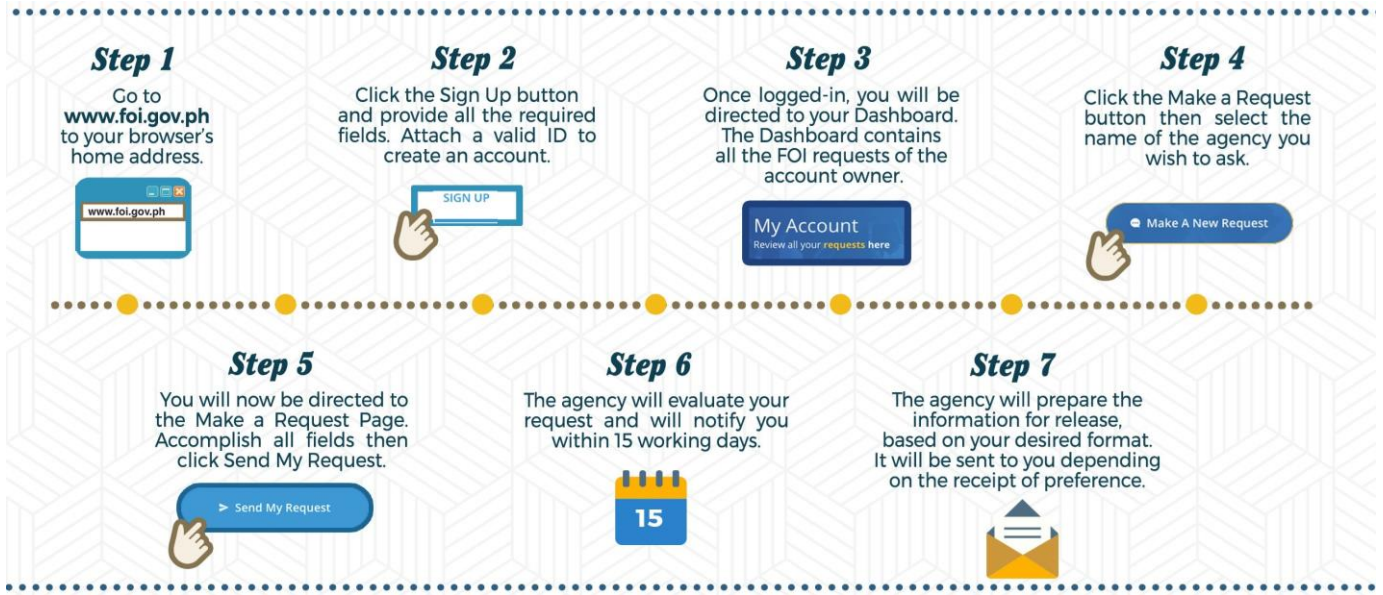 Step 1
Go to
www.foi.gov.ph
to your browser's
home address.
www.foi.gov.ph
Step 2
Click the Sign Up button
and provide all the required
fields. Attach a valid ID to
create an account.
SIGN UP
Step 3
Once logged-in, you will be
directed to your Dashboard.
The Dashboard contains
all the FOI requests of the
account owner.
My Account
Review all your requests here
Step 4
Click the Make a Request
button then select the
name of the agency you
wish to ask.
Make A New Request
Step 5
You will now be directed to
the Make a Request Page.
Accomplish all fields then
click Send My Request.
Send My Request
Step 6
The agency will evaluate your
request and will notify you
within 15 working days.
15
Step 7
The agency will prepare the
information for release,
based on your desired format.
It will be sent to you depending
on the receipt of preference.